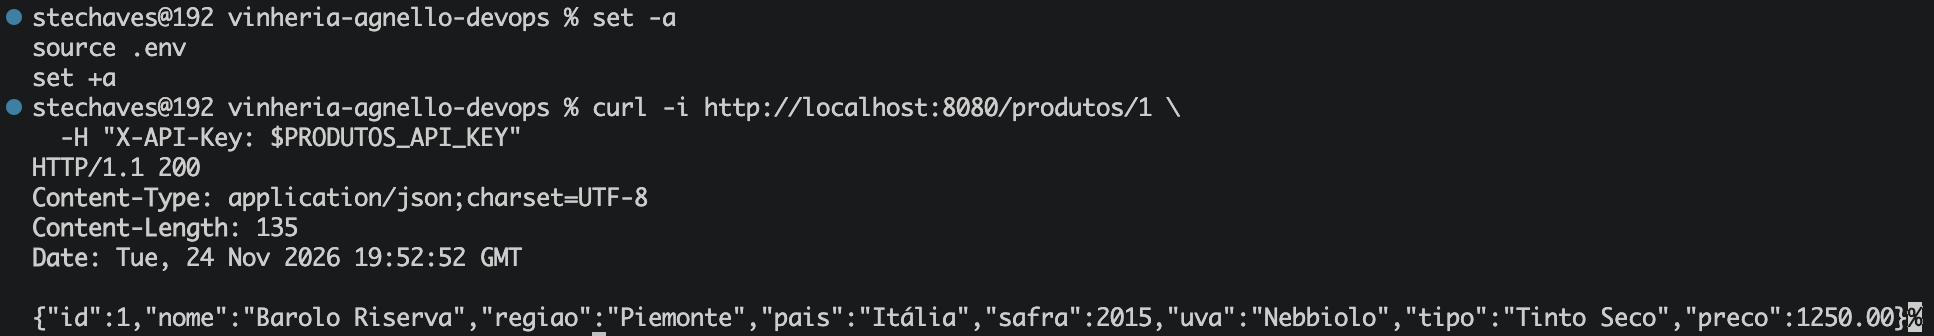 stechaves@192 vinheria-agnello-devops % set -a
source .env
set +a
stechaves@192 vinheria-agnello-devops % curl -i http://localhost:8080/produtos/1 \
  -H "X-API-Key: $PRODUTOS_API_KEY"
HTTP/1.1 200
Content-Type: application/json;charset=UTF-8
Content-Length: 135
Date: Tue, 24 Nov 2026 19:52:52 GMT

{"id":1,"nome":"Barolo Riserva","regiao":"Piemonte","pais":"Itália","safra":2015,"uva":"Nebbiolo","tipo":"Tinto Seco","preco":1250.00}%